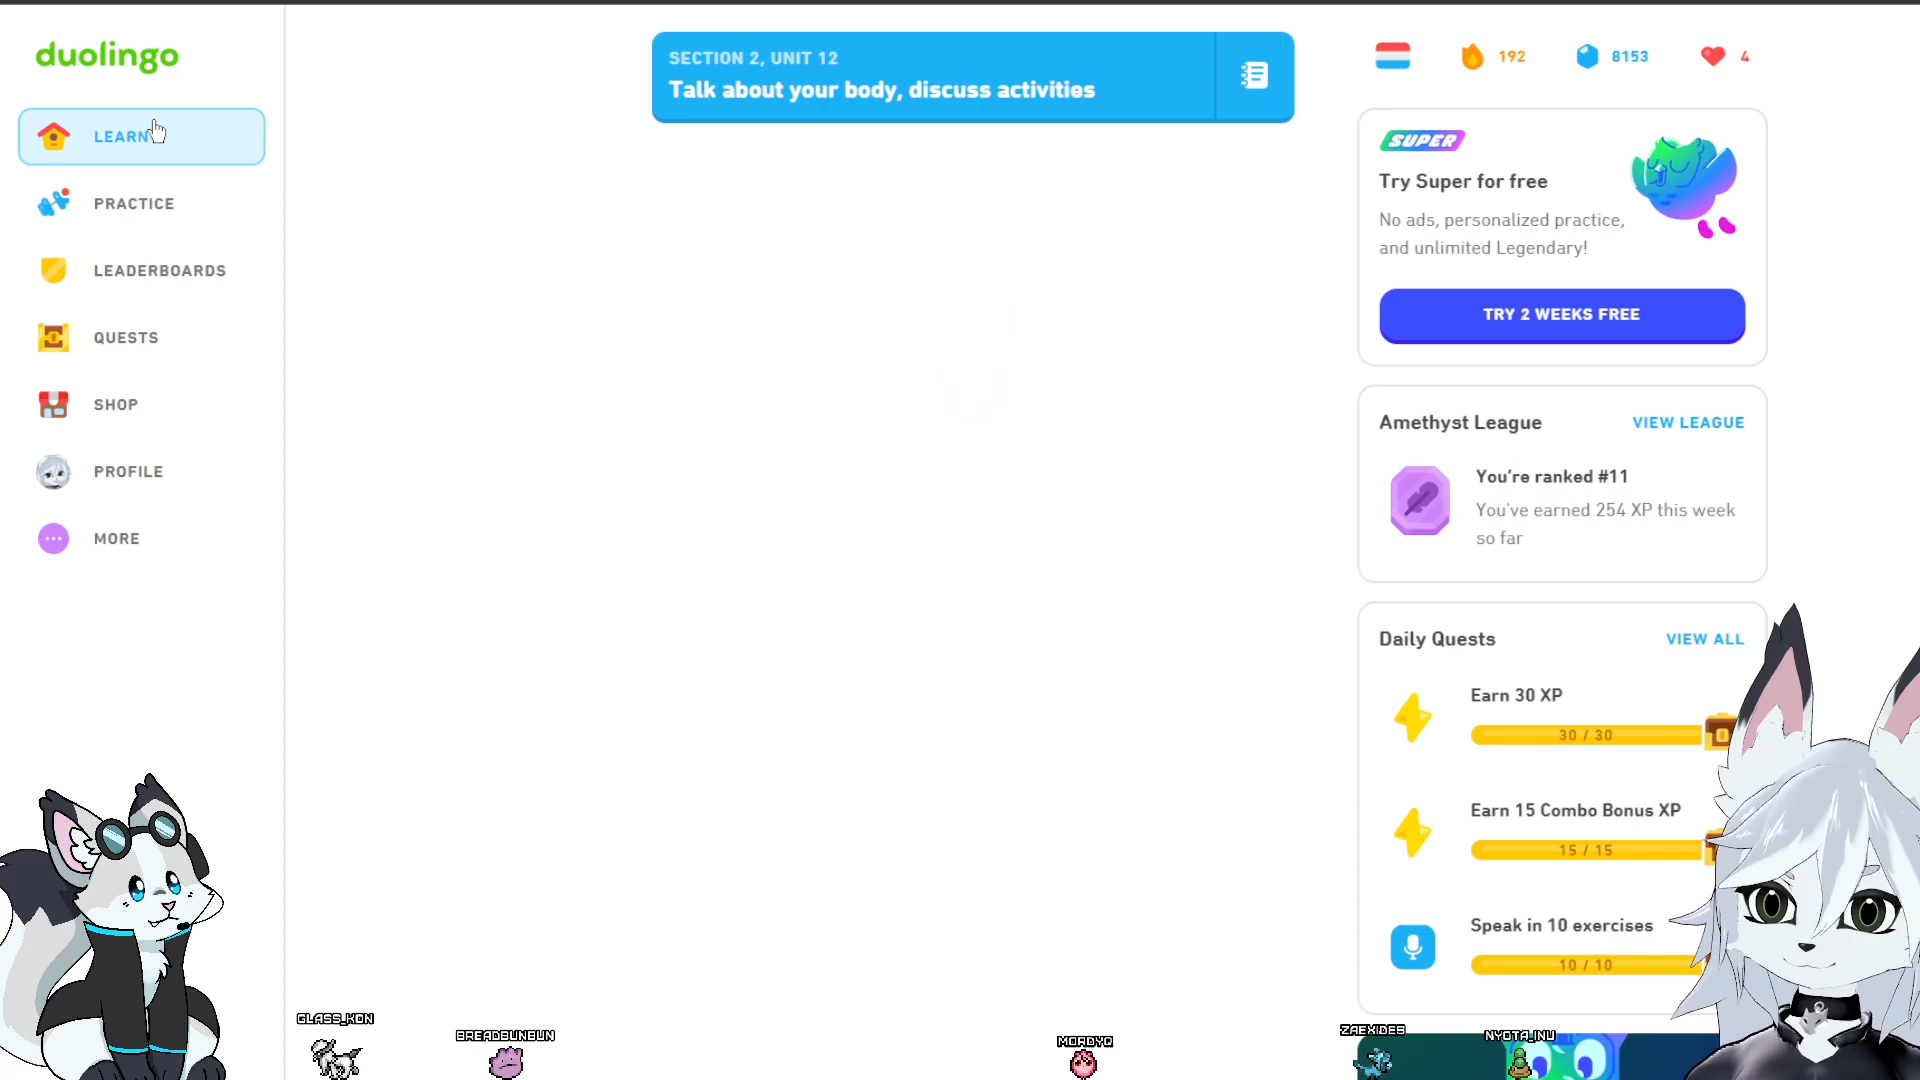 duolingo
LEARN
PRACTICE
LEADERBOARDS
QUESTS
SHOP
PROFILE
MORE
SECTION 2, UNIT 12
Talk about your body, discuss activities
192
8153
4
SUPER
Try Super for free
No ads, personalized practice,
and unlimited Legendary!
TRY 2 WEEKS FREE
Amethyst League
VIEW LEAGUE
You're ranked #11
You've earned 254 XP this week
so far
Daily Quests
VIEW ALL
Earn 30 XP
30 / 30
Earn 15 Combo Bonus XP
15 / 15
Speak in 10 exercises
10 / 10
GLASS_KON
BREADBUNBUN
MORDYQ
ZAEXIDES
NYOTA_INU